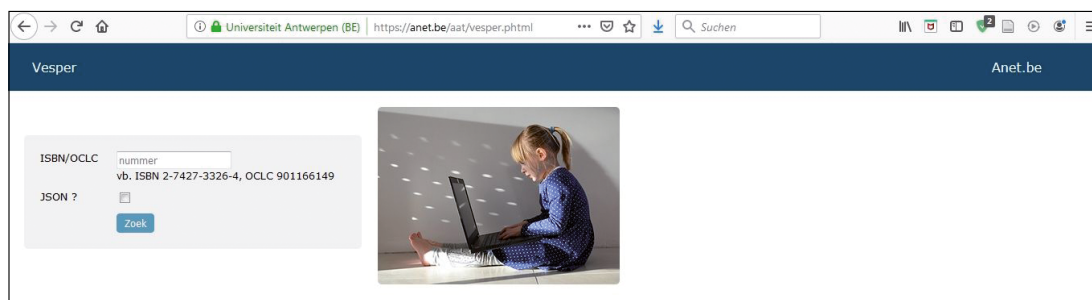 Universiteit Antwerpen (BE) https://anet.be/aat/vesper.phtml Suchen 2
Vesper Anet.be
ISBN/OCLC nummer
vb. ISBN 2-7427-3326-4, OCLC 901166149
JSON ?
Zoek